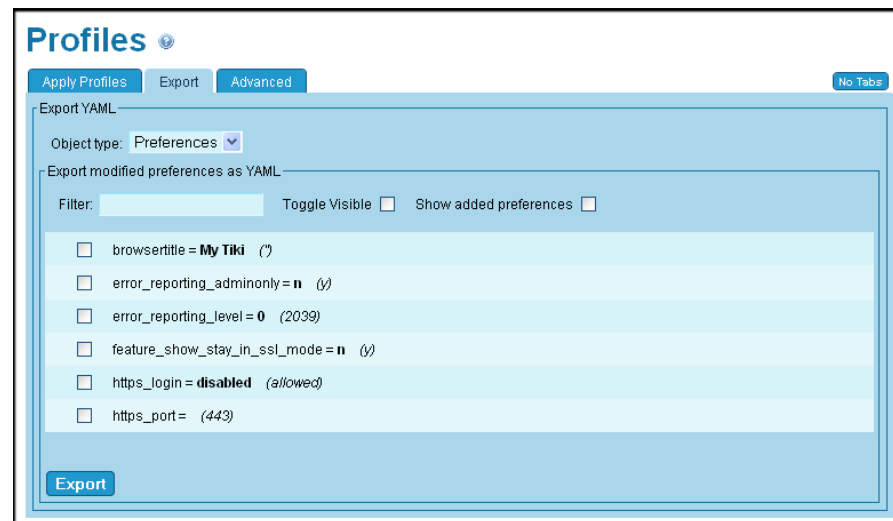 Profiles
Apply Profiles Export Advanced No Tabs
Export YAML
Object type: Preferences
Export modified preferences as YAML
Filter: Toggle Visible Show added preferences
browsertitle = My Tiki (")
error_reporting_adminonly = n (y)
error_reporting_level = 0 (2039)
feature_show_stay_in_ssl_mode = n (y)
https_login = disabled (allowed)
https_port = (443)
Export